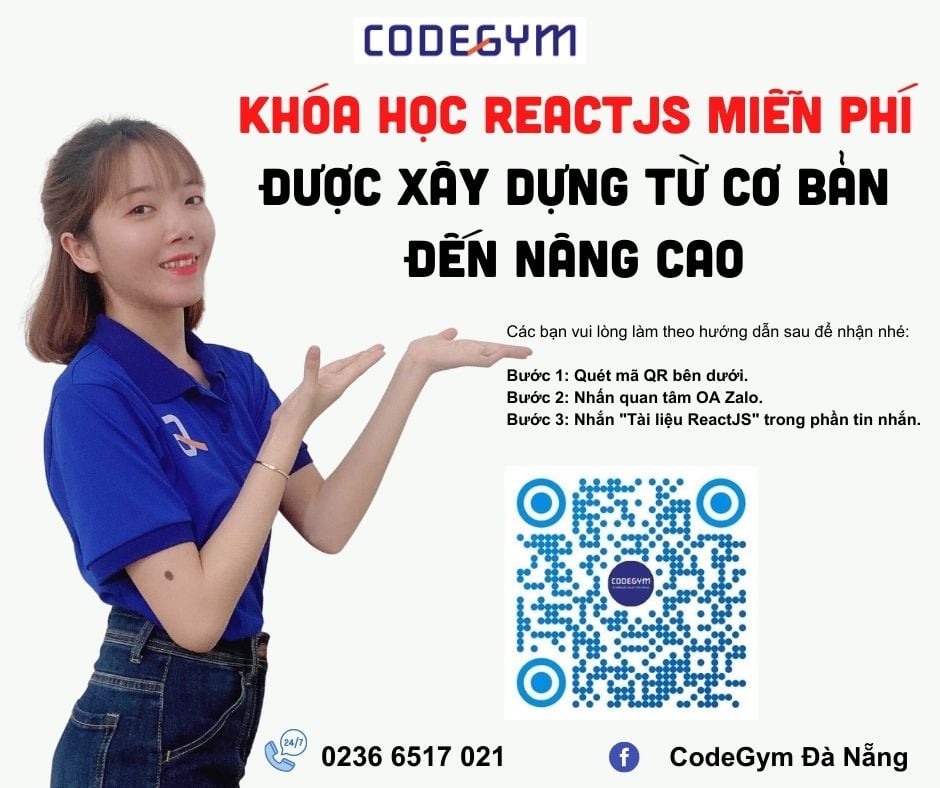 CODEGYM
KHÓA HỌC REACTJS MIỄN PHÍ
ĐƯỢC XÂY DỰNG TỪ CƠ BẢN
ĐẾN NÂNG CAO
Các bạn vui lòng làm theo hướng dẫn sau để nhận nhé:
Bước 1: Quét mã QR bên dưới.
Bước 2: Nhấn quan tâm OA Zalo.
Bước 3: Nhắn "Tài liệu ReactJS" trong phần tin nhắn.
CODEGYM
24/7
0236 6517 021
CodeGym Đà Nẵng